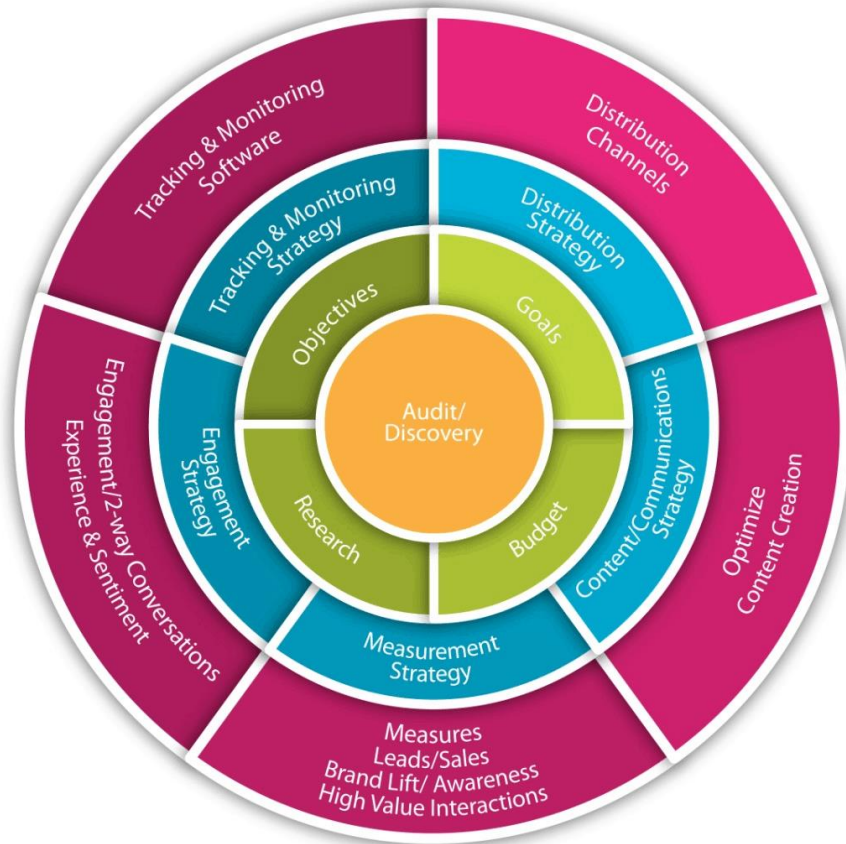 Tracking & Monitoring
Software
Distribution
Channels
Tracking & Monitoring
Strategy
Distribution
Strategy
Objectives
Goals
Audit/
Discovery
Engagement/2-way Conversations
Experience & Sentiment
Engagement
Strategy
Research
Budget
Content/Communications
Strategy
Optimize
Content Creation
Measurement
Strategy
Measures
Leads/Sales
Brand Lift/ Awareness
High Value Interactions